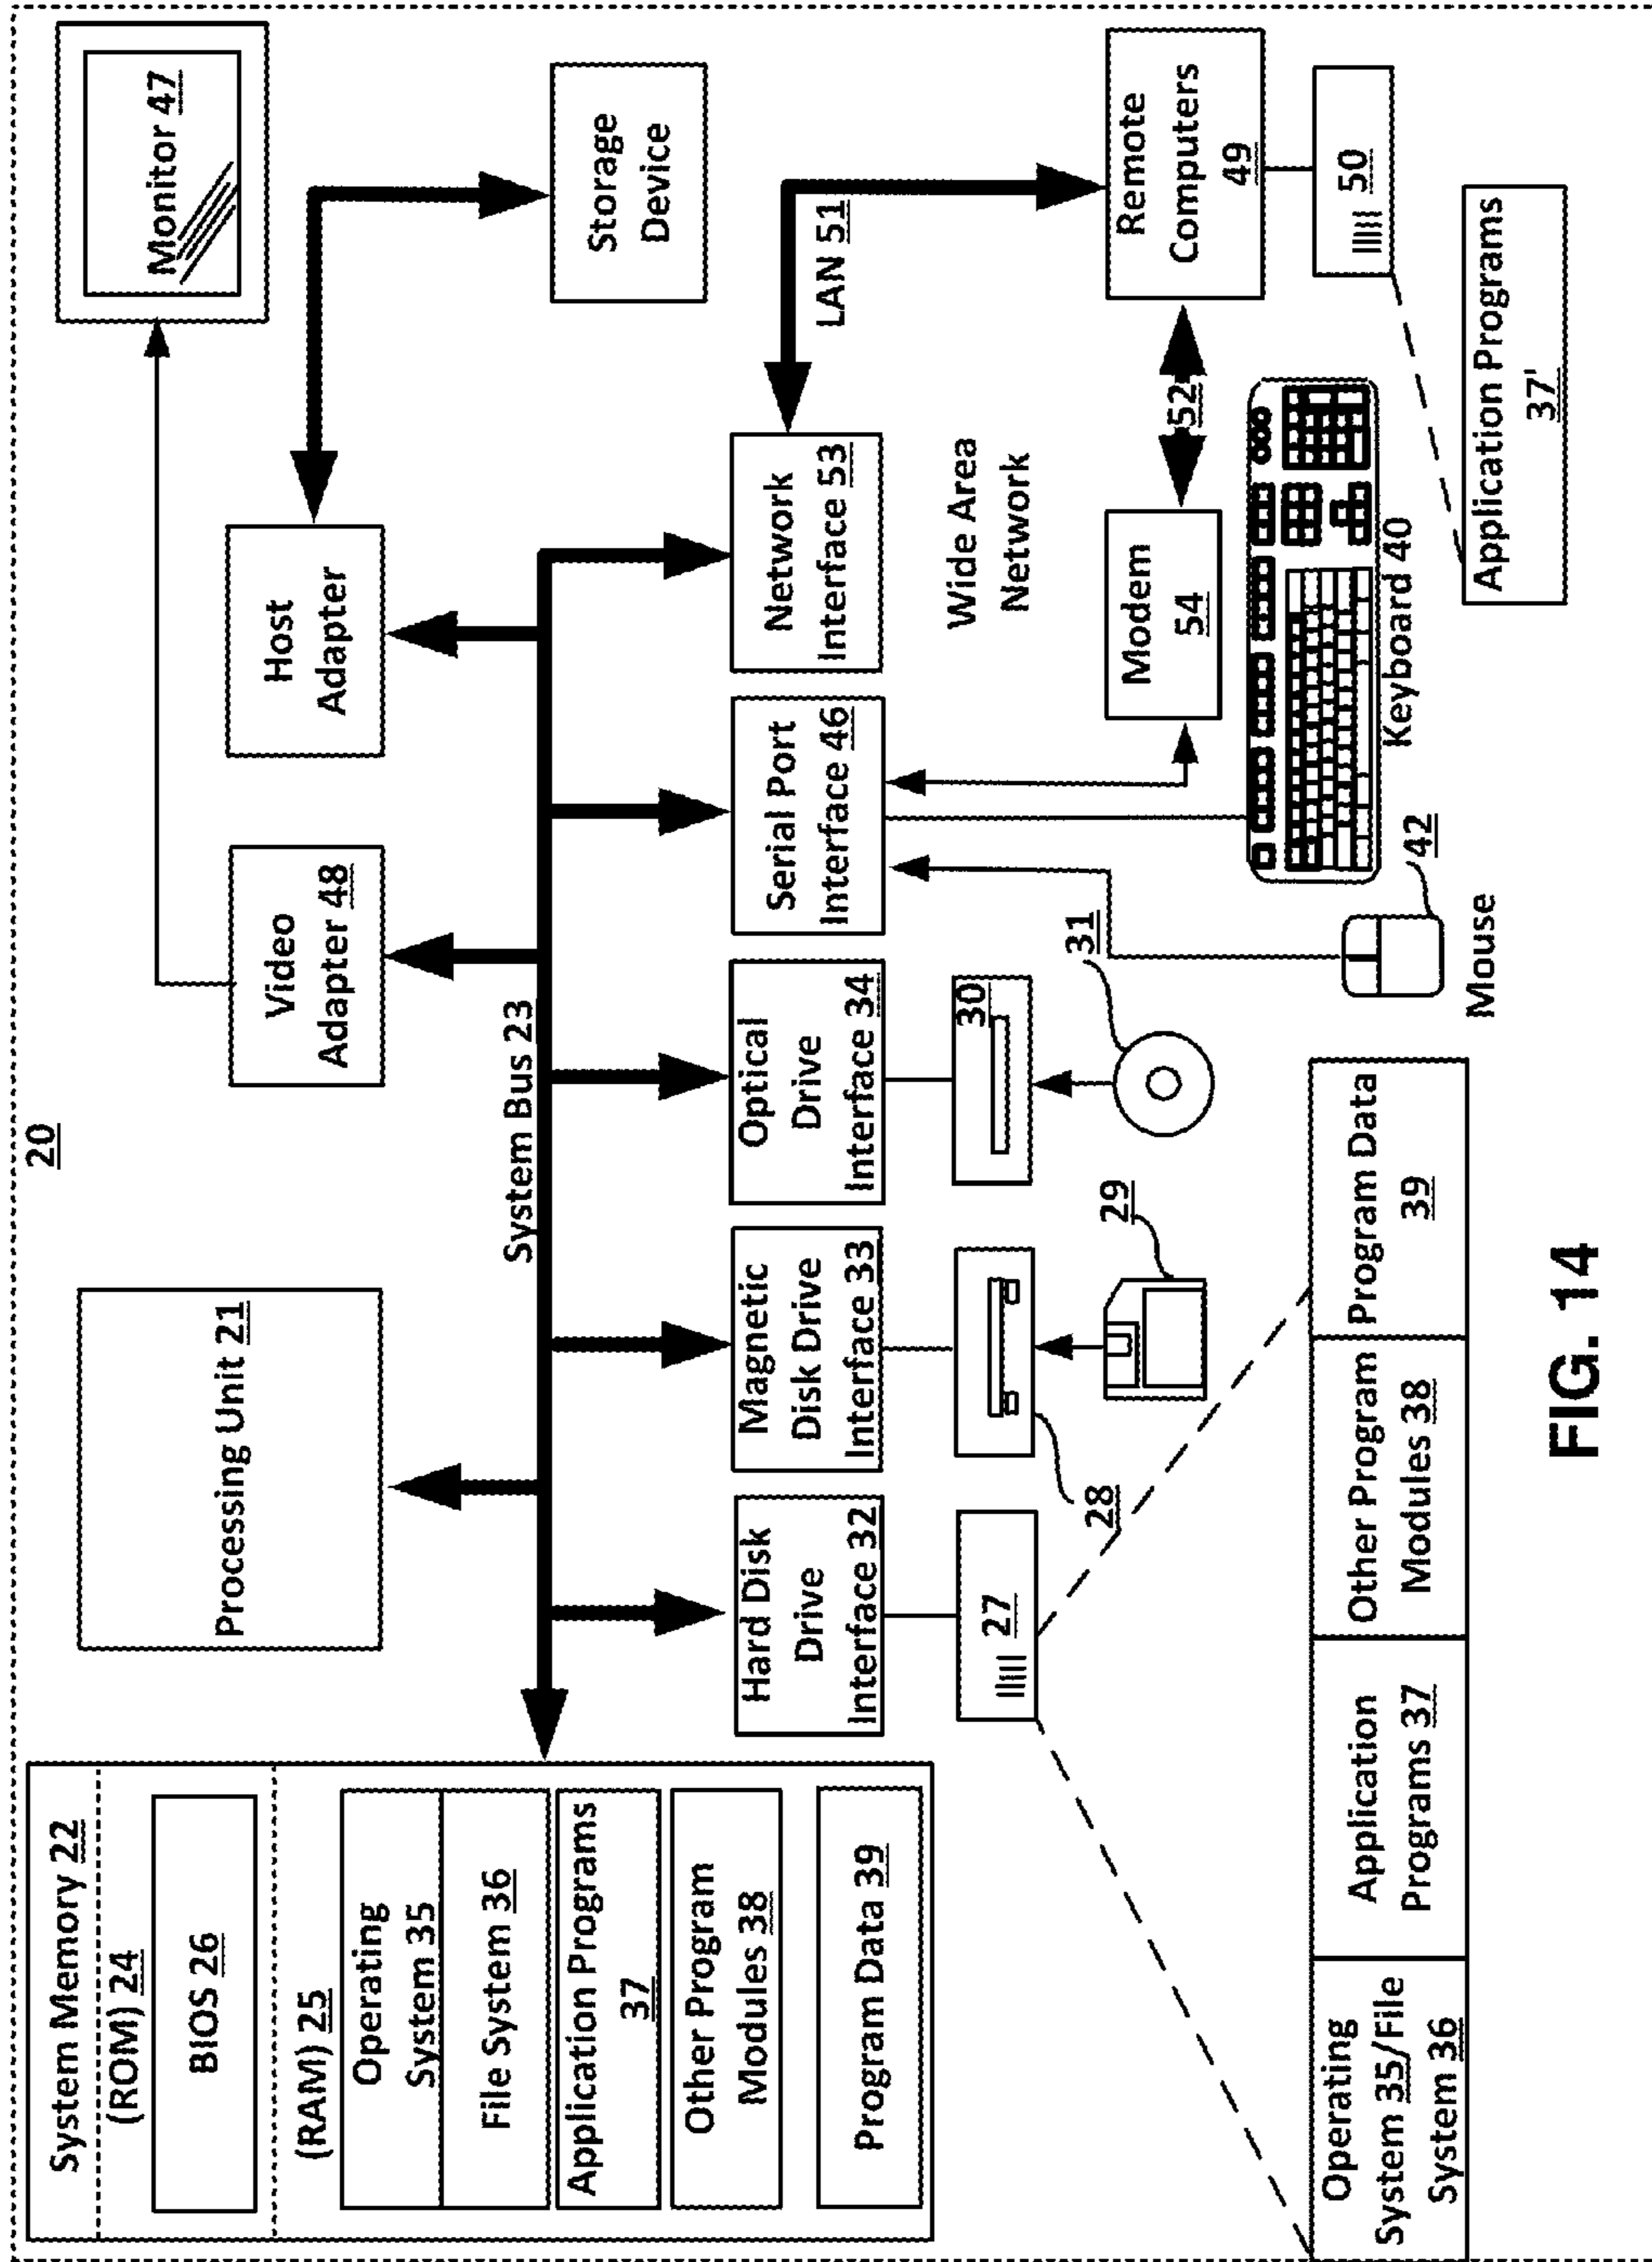 20
System Memory 22
(ROM) 24
BIOS 26
(RAM) 25
Operating
System 35
File System 36
Application Programs
37
Other Program
Modules 38
Program Data 39
Processing Unit 21
Video
Adapter 48
Host
Adapter
Monitor 47
Storage
Device
System Bus 23
Hard Disk
Drive
Interface 32
Magnetic
Disk Drive
Interface 33
Optical
Drive
Interface 34
Serial Port
Interface 46
Network
Interface 53
LAN 51
27
28
29
30
31
Wide Area
Network
Modem
54
52
Remote
Computers
49
50
Keyboard 40
42
Mouse
Application Programs
37'
Operating
System 35/File
System 36
Application
Programs 37
Other Program
Modules 38
Program Data
39
FIG. 14